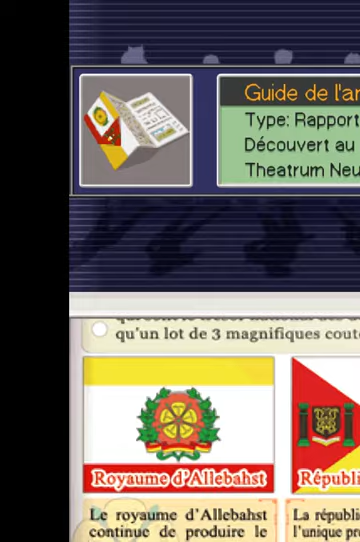 Guide de l'a
Type: Rapport
Découvert au
Theatrum Neu
qu'un lot de 3 magnifiques cout
Royaume d'Allebahst
Républi
Le royaume d'Allebahst
continue de produire le
La républi
l'unique pr